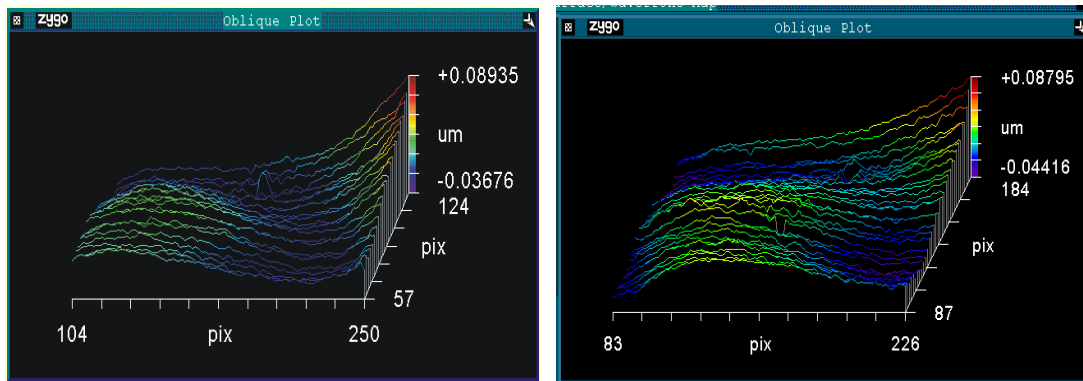 zygo Oblique Plot
+0.08935
um
-0.03676
124
pix
57
104 pix 250
zygo Oblique Plot
+0.08795
um
-0.04416
184
pix
87
83 pix 226